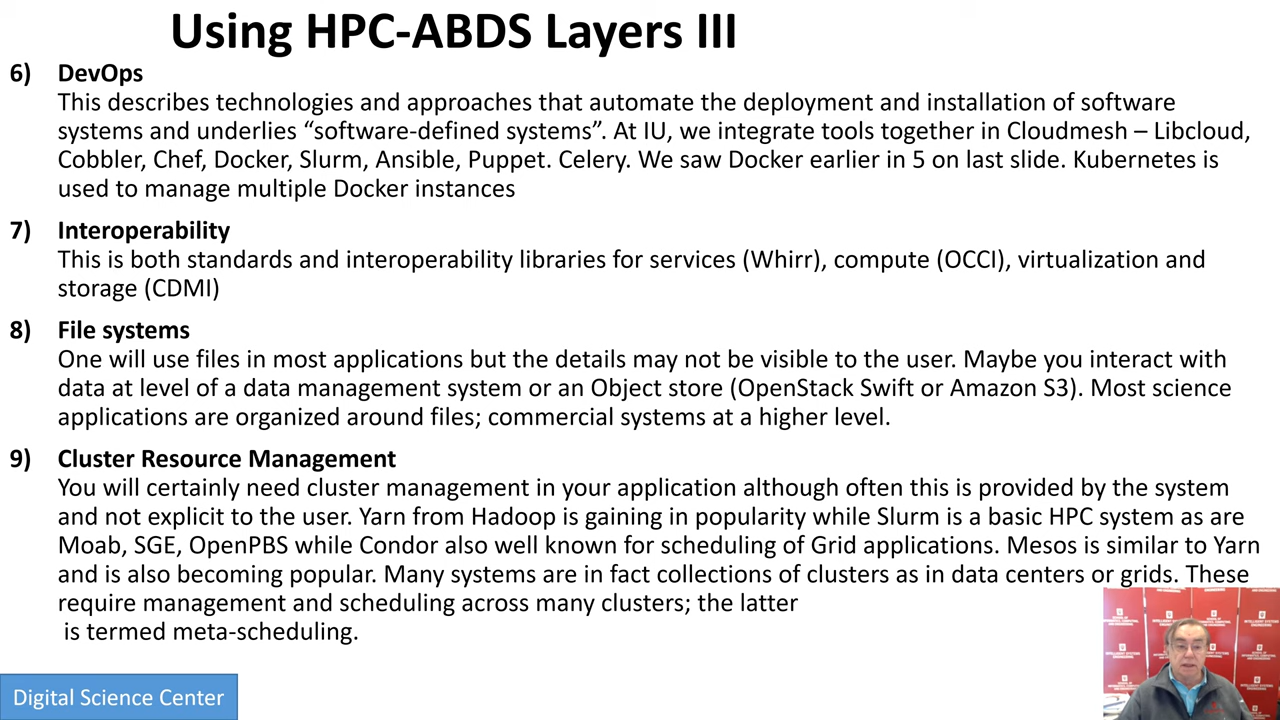 Using HPC-ABDS Layers III
6) DevOps
This describes technologies and approaches that automate the deployment and installation of software
systems and underlies “software-defined systems”. At IU, we integrate tools together in Cloudmesh – Libcloud,
Cobbler, Chef, Docker, Slurm, Ansible, Puppet. Celery. We saw Docker earlier in 5 on last slide. Kubernetes is
used to manage multiple Docker instances
7) Interoperability
This is both standards and interoperability libraries for services (Whirr), compute (OCCI), virtualization and
storage (CDMI)
8) File systems
One will use files in most applications but the details may not be visible to the user. Maybe you interact with
data at level of a data management system or an Object store (OpenStack Swift or Amazon S3). Most science
applications are organized around files; commercial systems at a higher level.
9) Cluster Resource Management
You will certainly need cluster management in your application although often this is provided by the system
and not explicit to the user. Yarn from Hadoop is gaining in popularity while Slurm is a basic HPC system as are
Moab, SGE, OpenPBS while Condor also well known for scheduling of Grid applications. Mesos is similar to Yarn
and is also becoming popular. Many systems are in fact collections of clusters as in data centers or grids. These
require management and scheduling across many clusters; the latter
is termed meta-scheduling.
Digital Science Center